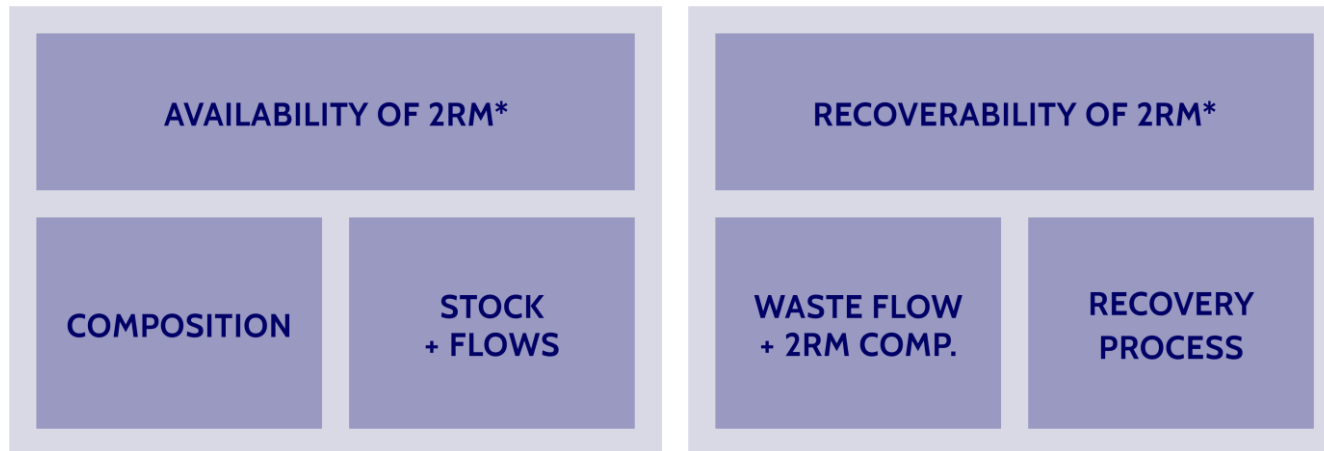 AVAILABILITY OF 2RM*
COMPOSITION
STOCK
+ FLOWS
RECOVERABILITY OF 2RM*
WASTE FLOW
+ 2RM COMP.
RECOVERY
PROCESS